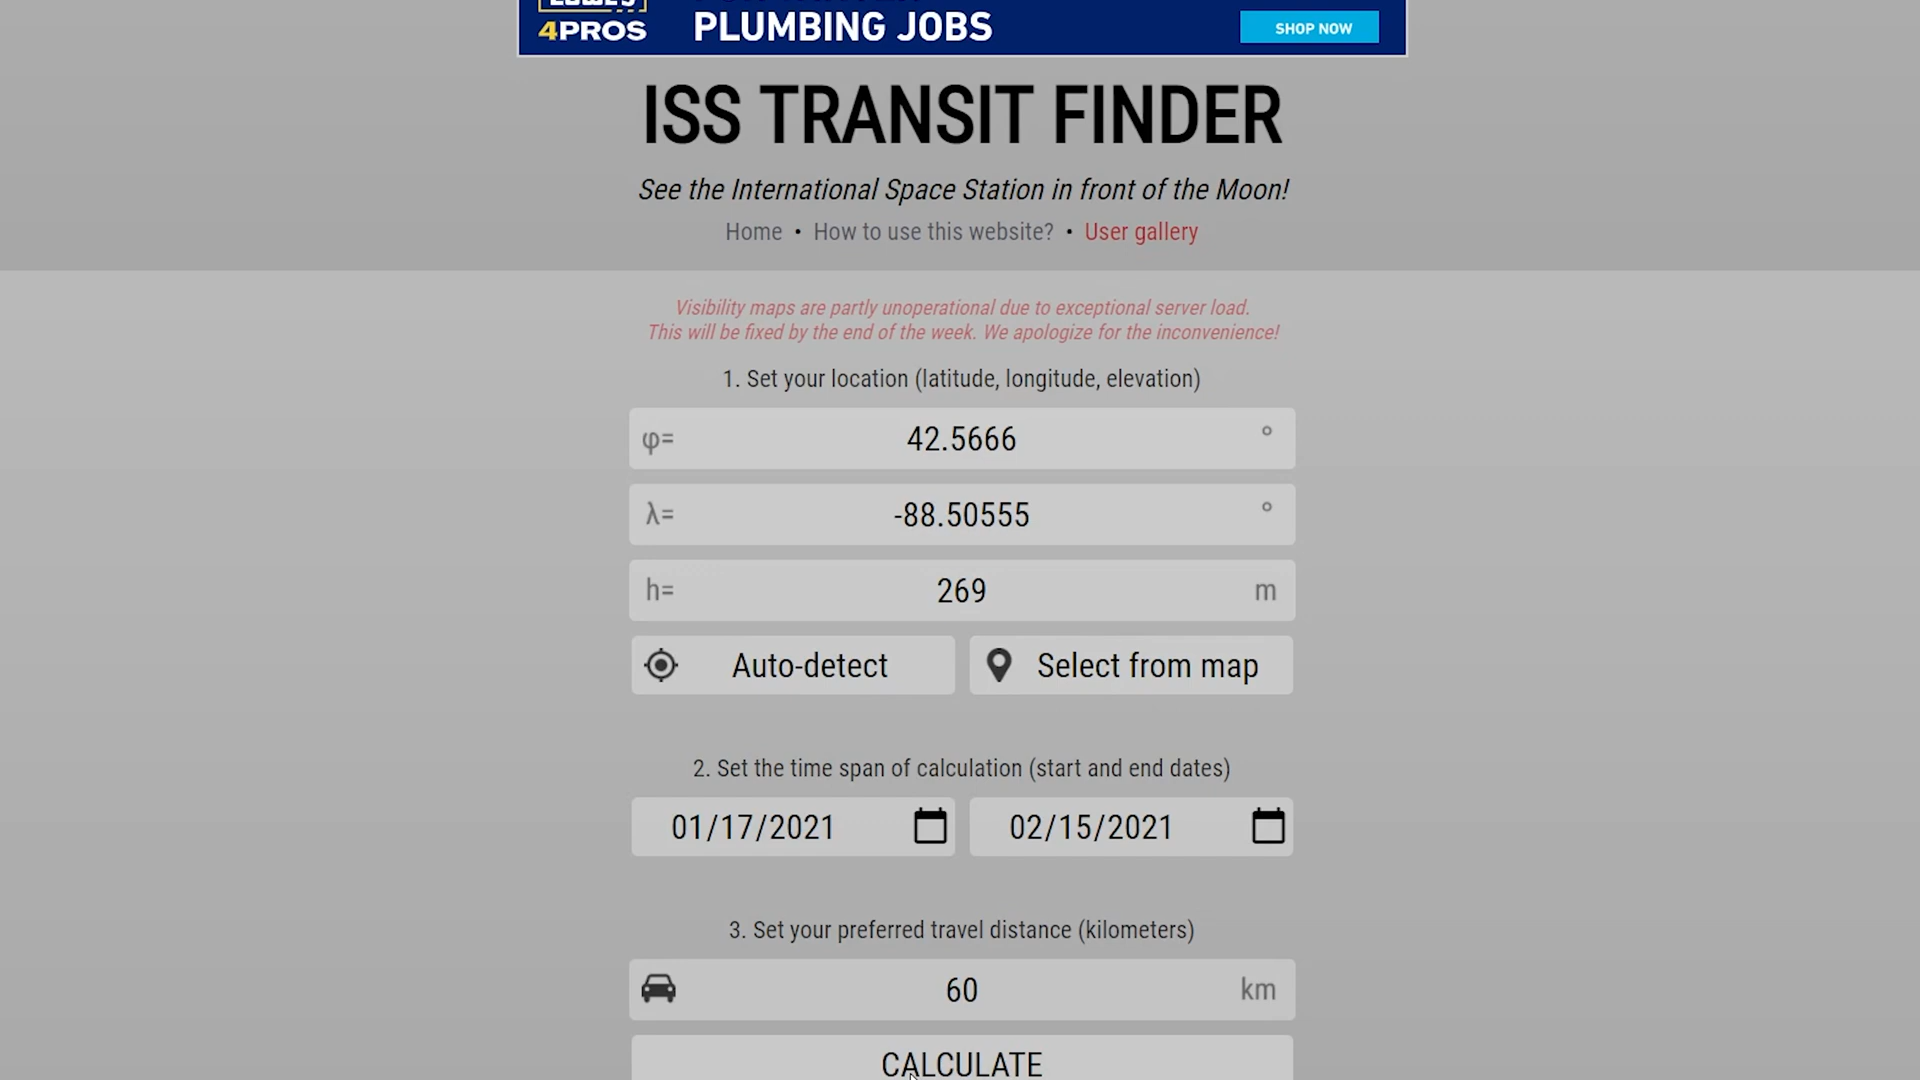 4PROS
PLUMBING JOBS
SHOP NOW
ISS TRANSIT FINDER
See the International Space Station in front of the Moon!
Home • How to use this website? • User gallery
Visibility maps are partly unoperational due to exceptional server load.
This will be fixed by the end of the week. We apologize for the inconvenience!
1. Set your location (latitude, longitude, elevation)
φ= 42.5666 °
λ= -88.50555 °
h= 269 m
Auto-detect
Select from map
2. Set the time span of calculation (start and end dates)
01/17/2021
02/15/2021
3. Set your preferred travel distance (kilometers)
60 km
CALCULATE